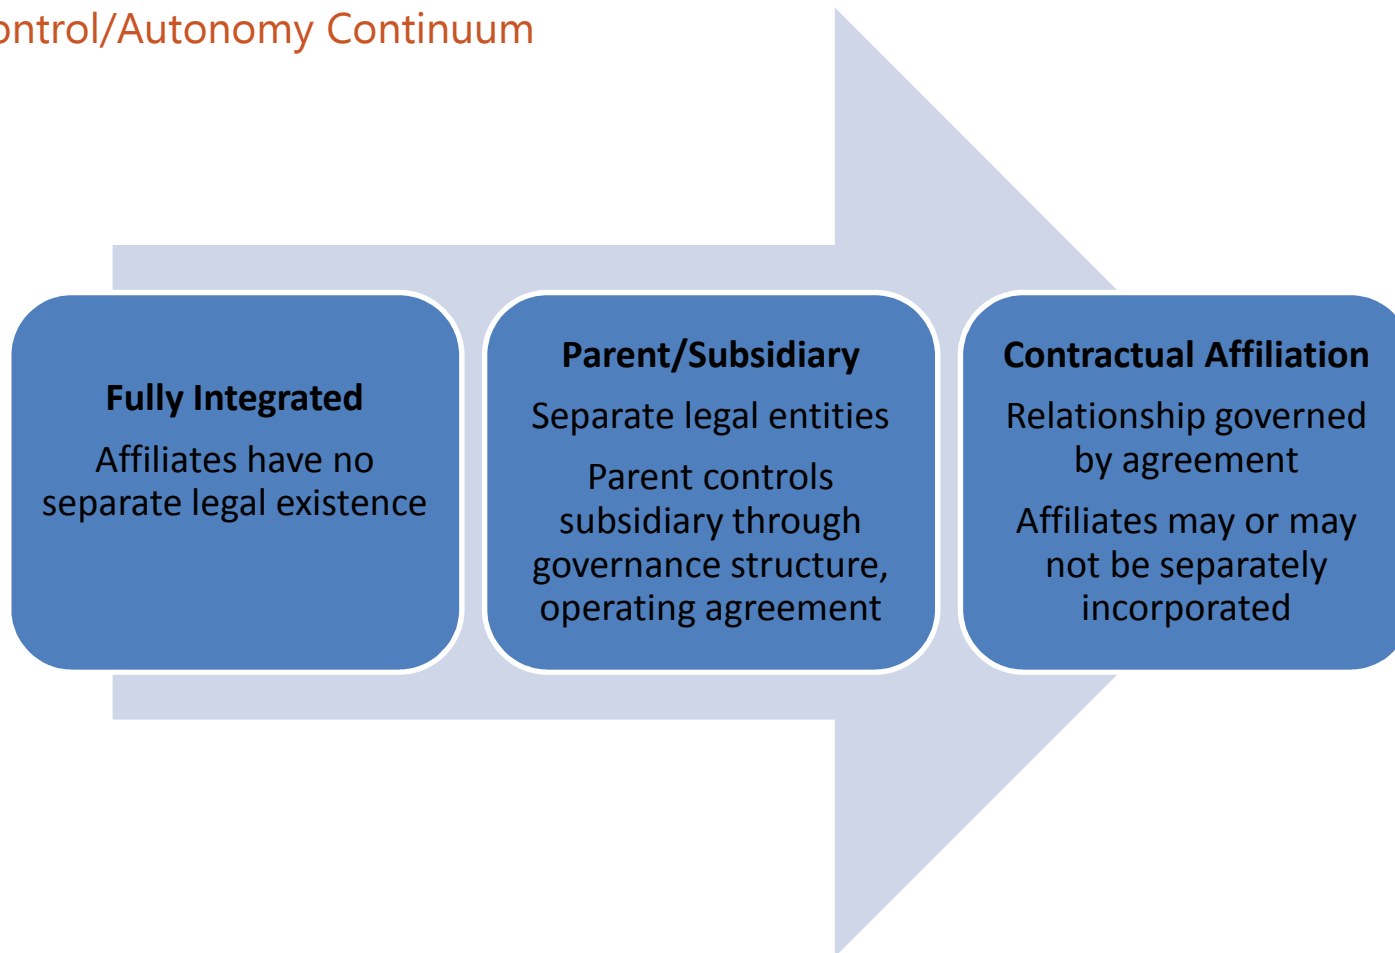 ontrol/Autonomy Continuum
Fully Integrated
Affiliates have no
separate legal existence
Parent/Subsidiary
Separate legal entities
Parent controls
subsidiary through
governance structure,
operating agreement
Contractual Affiliation
Relationship governed
by agreement
Affiliates may or may
not be separately
incorporated